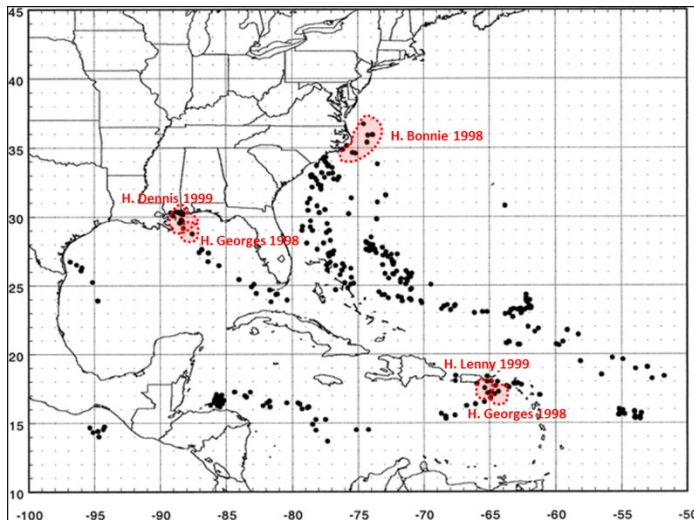 45
40
H. Bonnie 1998
35
H. Dennis 1999
30
H. Georges 1998
25
20
H. Lenny 1999
15
H. Georges 1998
10
-100 -95 -90 -85 -80 -75 -70 -65 -60 -55 -50